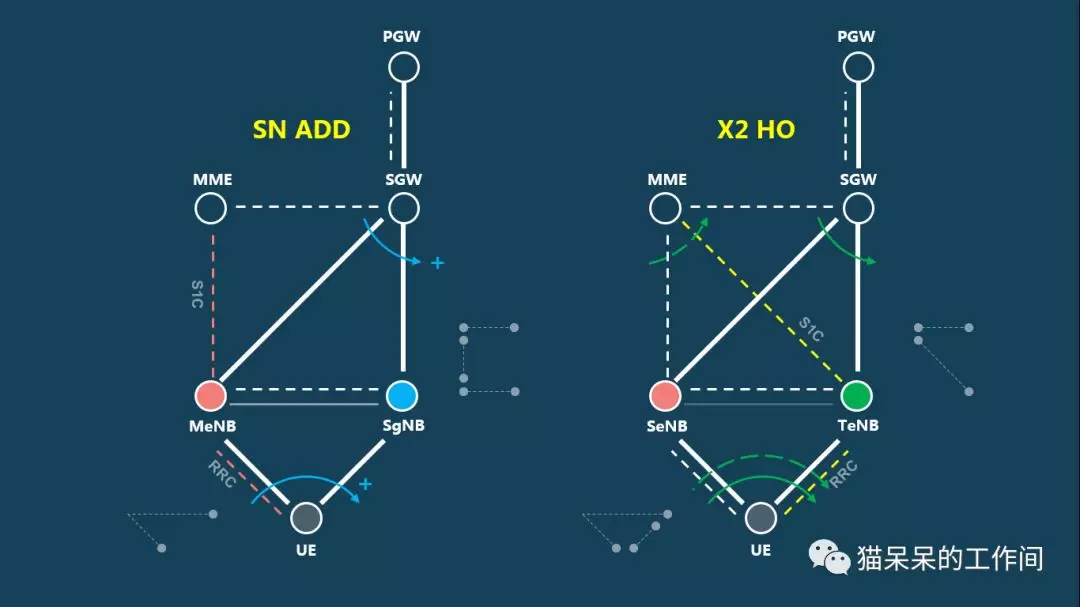 PGW
SN ADD
MME
SGW
S1C
MeNB
SgNB
RRC
UE
+
+
PGW
X2 HO
MME
SGW
S1C
SeNB
TeNB
RRC
UE
猫呆呆的工作间